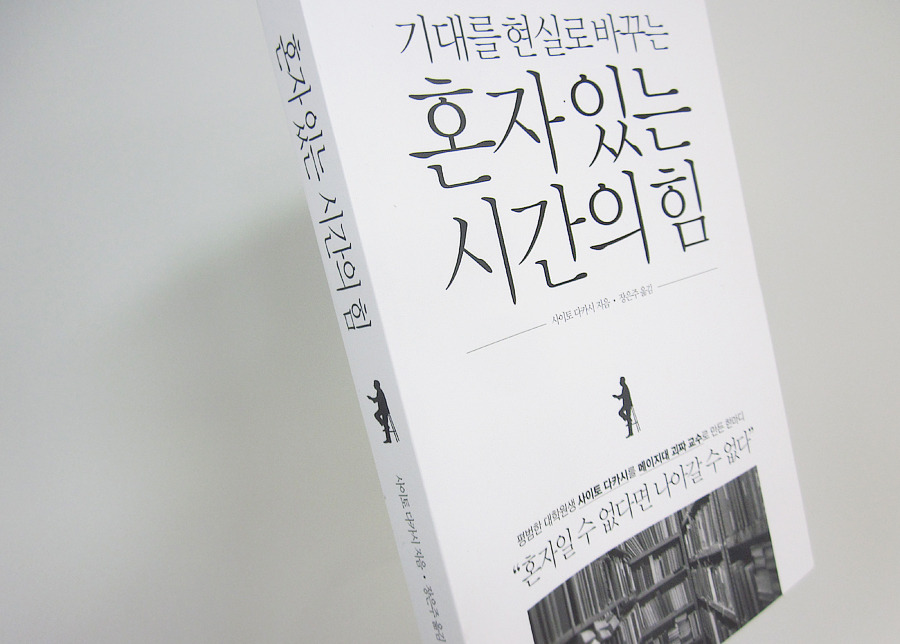 기대를 현실로 바꾸는
혼자 있는
시간의 힘
사이토 다카시 지음 · 장은주 옮김
평범한 대학원생 사이토 다카시를 메이지대 괴짜 교수로 만든 한마디
“혼자일 수 없다면 나아갈 수 없다”
혼자 있는 시간의 힘
사이토 다카시 지음 · 장은주 옮김